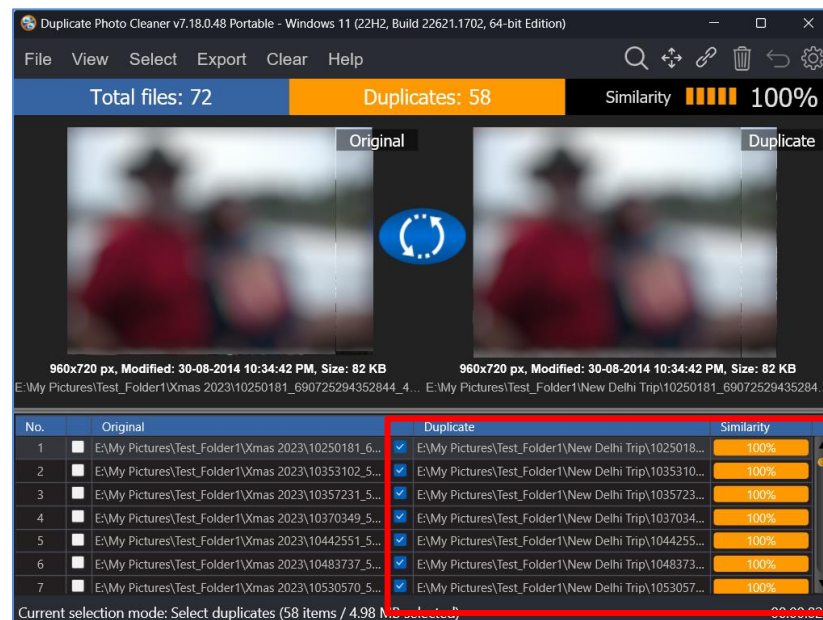 Duplicate Photo Cleaner v7.18.0.48 Portable - Windows 11 (22H2, Build 22621.1702, 64-bit Edition)
File View Select Export Clear Help
Total files: 72 Duplicates: 58 Similarity 100%
Original Duplicate
960x720 px, Modified: 30-08-2014 10:34:42 PM, Size: 82 KB 960x720 px, Modified: 30-08-2014 10:34:42 PM, Size: 82 KB
E:\My Pictures\Test_Folder1\Xmas 2023\10250181_690725294352844_4... E:\My Pictures\Test_Folder1\New Delhi Trip\10250181_69072529435284.
No. Original Duplicate Similarity
1 E:\My Pictures\Test_Folder1\Xmas 2023\10250181_6... E:\My Pictures\Test_Folder1\New Delhi Trip\1025018... 100%
2 E:\My Pictures\Test_Folder1\Xmas 2023\10353102_5... E:\My Pictures\Test_Folder1\New Delhi Trip\1035310... 100%
3 E:\My Pictures\Test_Folder1\Xmas 2023\10357231_5... E:\My Pictures\Test_Folder1\New Delhi Trip\1035723... 100%
4 E:\My Pictures\Test_Folder1\Xmas 2023\10370349_5... E:\My Pictures\Test_Folder1\New Delhi Trip\1037034... 100%
5 E:\My Pictures\Test_Folder1\Xmas 2023\10442551_5... E:\My Pictures\Test_Folder1\New Delhi Trip\1044255... 100%
6 E:\My Pictures\Test_Folder1\Xmas 2023\10483737_5... E:\My Pictures\Test_Folder1\New Delhi Trip\1048373... 100%
7 E:\My Pictures\Test_Folder1\Xmas 2023\10530570_5... E:\My Pictures\Test_Folder1\New Delhi Trip\1053057... 100%
Current selection mode: Select duplicates (58 items / 4.98 MB selected)